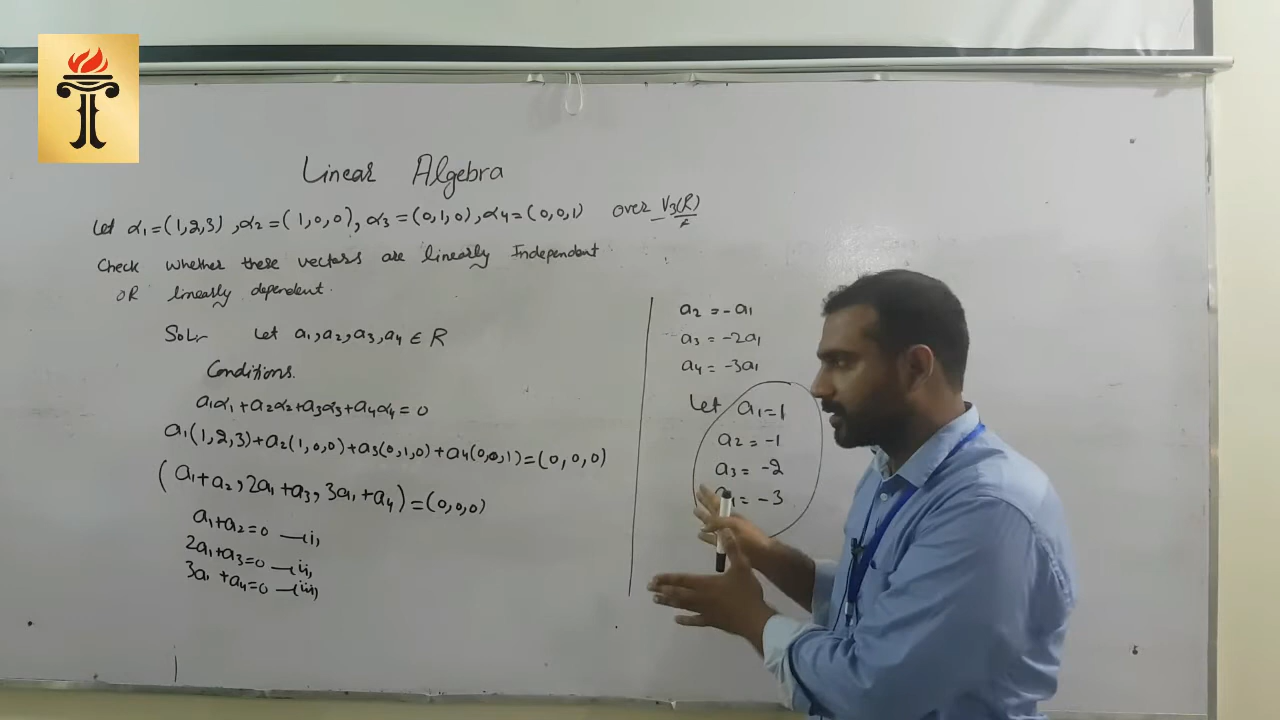 Linear Algebra
Let α1=(1,2,3), α2=(1,0,0), α3=(0,1,0), α4=(0,0,1) over V3(R)
Check whether these vectors are linearly Independent
OR linearly dependent.
Soln Let a1, a2, a3, a4 ∈ R
Conditions.
a1α1+a2α2+a3α3+a4α4=0
a1(1,2,3)+a2(1,0,0)+a3(0,1,0)+a4(0,0,1)=(0,0,0)
(a1+a2, 2a1+a3, 3a1+a4)=(0,0,0)
a1+a2=0 —(i)
2a1+a3=0 —(ii)
3a1+a4=0 —(iii)
a2=-a1
a3=-2a1
a4=-3a1
Let a1=1
a2=-1
a3=-2
=-3